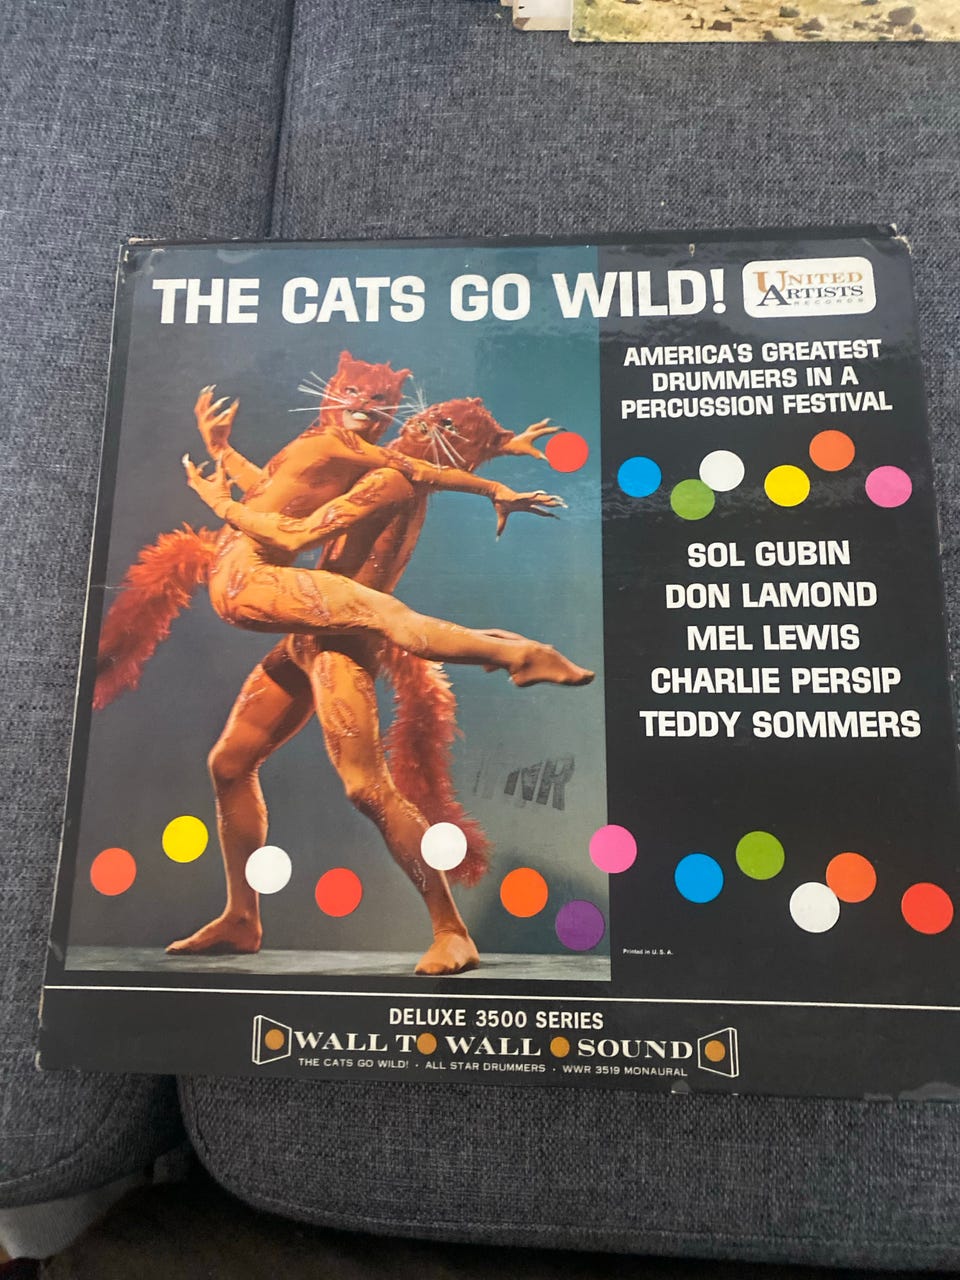 THE CATS GO WILD!
UNITED
ARTISTS
RECORDS
AMERICA'S GREATEST
DRUMMERS IN A
PERCUSSION FESTIVAL
SOL GUBIN
DON LAMOND
MEL LEWIS
CHARLIE PERSIP
TEDDY SOMMERS
Printed in U. S. A.
DELUXE 3500 SERIES
WALL TO WALL SOUND
THE CATS GO WILD! · ALL STAR DRUMMERS · WWR 3519 MONAURAL